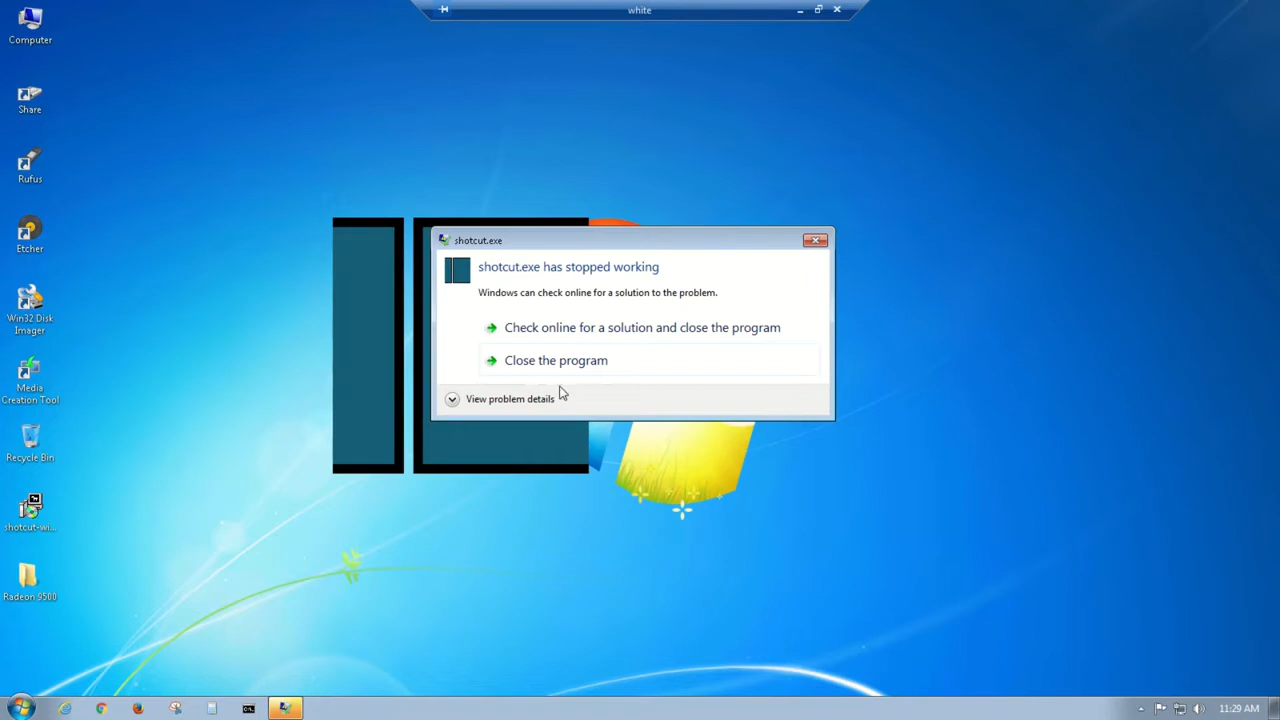 white
Computer
Share
Rufus
Etcher
Win32 Disk
Imager
Media
Creation Tool
Recycle Bin
shotcut-wi...
Radeon 9500
shotcut.exe
shotcut.exe has stopped working
Windows can check online for a solution to the problem.
Check online for a solution and close the program
Close the program
View problem details
11:29 AM